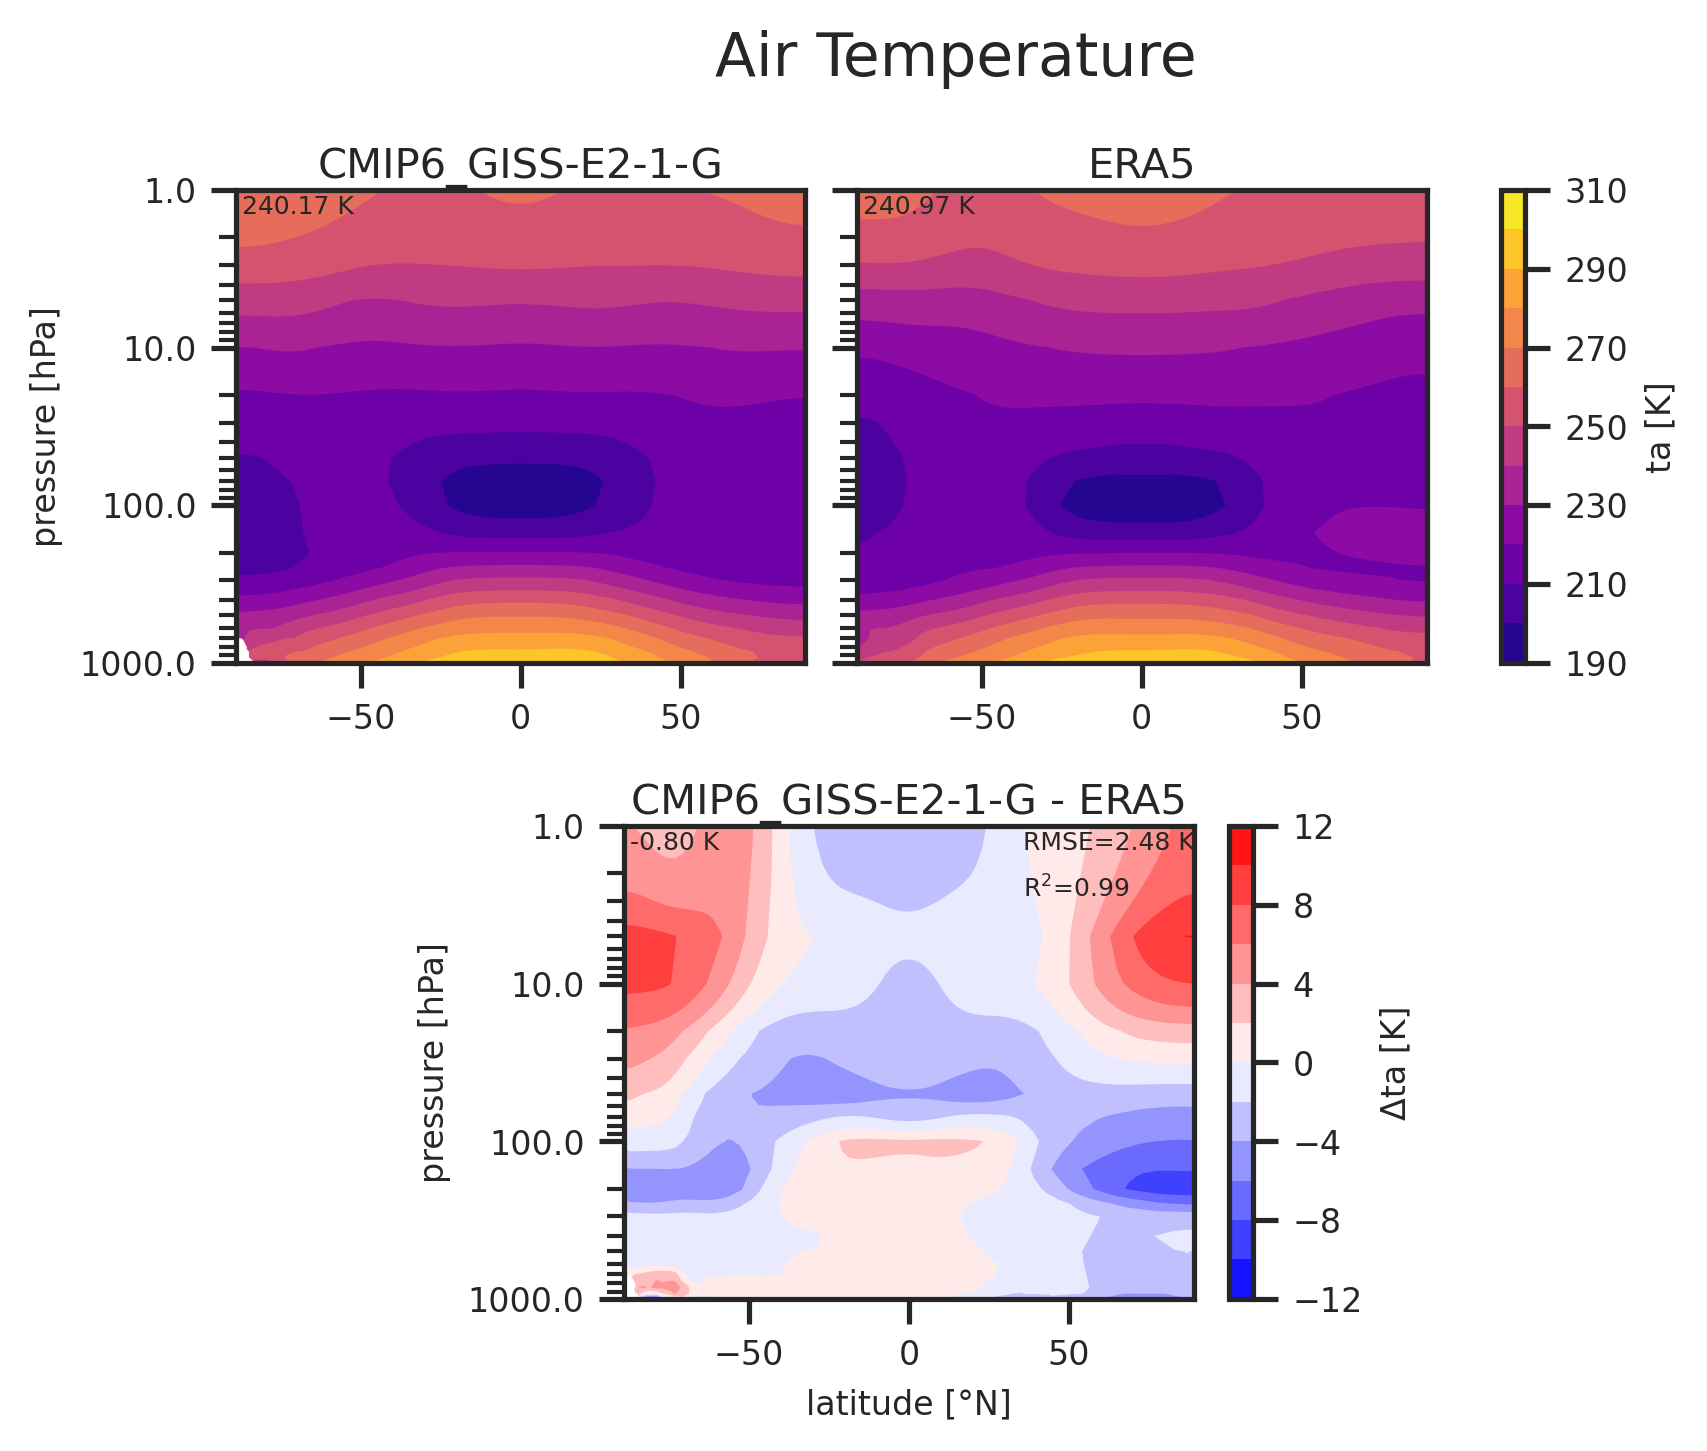 Air Temperature
CMIP6_GISS-E2-1-G
ERA5
240.17 K
240.97 K
1.0
10.0
100.0
1000.0
pressure [hPa]
−50 0 50
−50 0 50
310
290
270
250
230
210
190
ta [K]
CMIP6_GISS-E2-1-G - ERA5
-0.80 K
RMSE=2.48 K
R²=0.99
1.0
10.0
100.0
1000.0
pressure [hPa]
−50 0 50
latitude [°N]
12
8
4
0
−4
−8
−12
Δta [K]